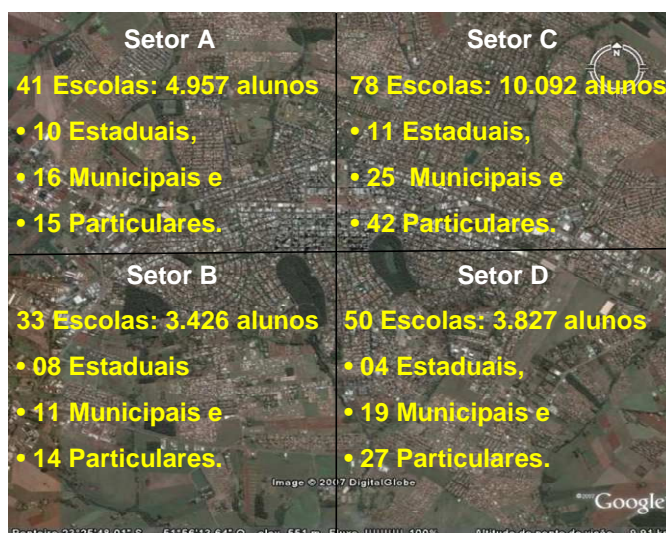 Setor A
41 Escolas: 4.957 alunos
• 10 Estaduais,
• 16 Municipais e
• 15 Particulares.
Setor C
78 Escolas: 10.092 alunos
• 11 Estaduais,
• 25 Municipais e
• 42 Particulares.
N
Setor B
33 Escolas: 3.426 alunos
• 08 Estaduais
• 11 Municipais e
• 14 Particulares.
Setor D
50 Escolas: 3.827 alunos
• 04 Estaduais,
• 19 Municipais e
• 27 Particulares.
Image © 2007 DigitalGlobe
Google